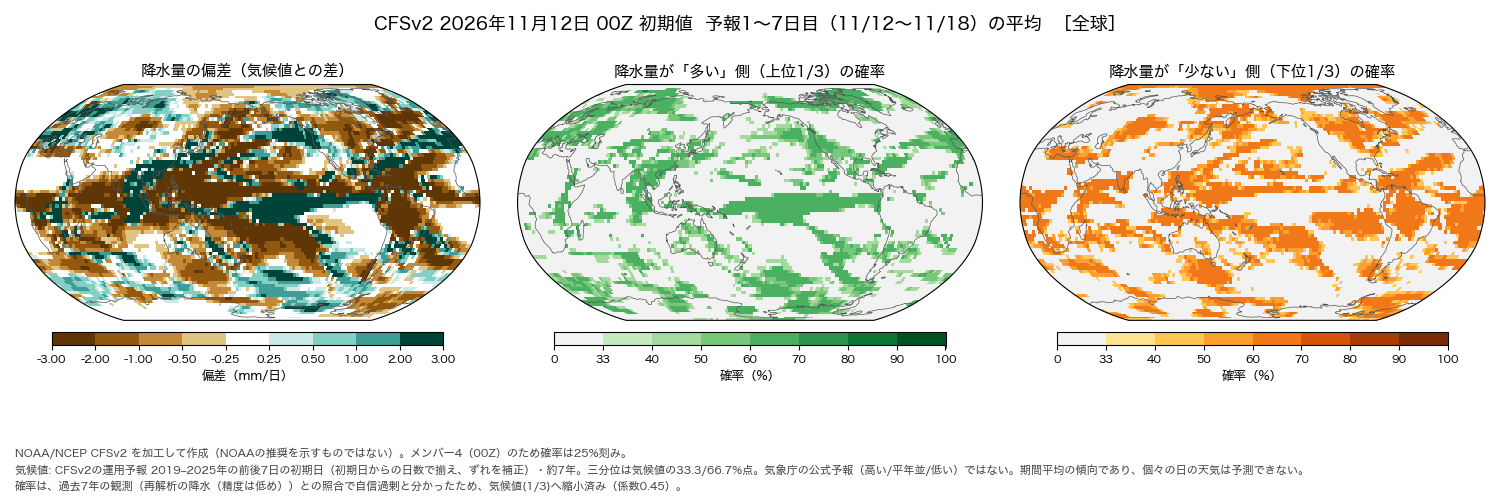 CFSv2 2026年11月12日 00Z 初期値 予報1〜7日目（11/12〜11/18）の平均 ［全球］
降水量の偏差（気候値との差）
降水量が「多い」側（上位1/3）の確率
降水量が「少ない」側（下位1/3）の確率
-3.00 -2.00 -1.00 -0.50 -0.25 0.25 0.50 1.00 2.00 3.00
偏差（mm/日）
0 33 40 50 60 70 80 90 100
確率（%）
0 33 40 50 60 70 80 90 100
確率（%）
NOAA/NCEP CFSv2 を加工して作成（NOAAの推奨を示すものではない）。メンバー4（00Z）のため確率は25%刻み。
気候値: CFSv2の運用予報 2019–2025年の前後7日の初期日（初期日からの日数で揃え、ずれを補正）・約7年。三分位は気候値の33.3/66.7%点。気象庁の公式予報（高い/平年並/低い）ではない。期間平均の傾向であり、個々の日の天気は予測できない。
確率は、過去7年の観測（再解析の降水（精度は低め））との照合で自信過剰と分かったため、気候値(1/3)へ縮小済み（係数0.45）。